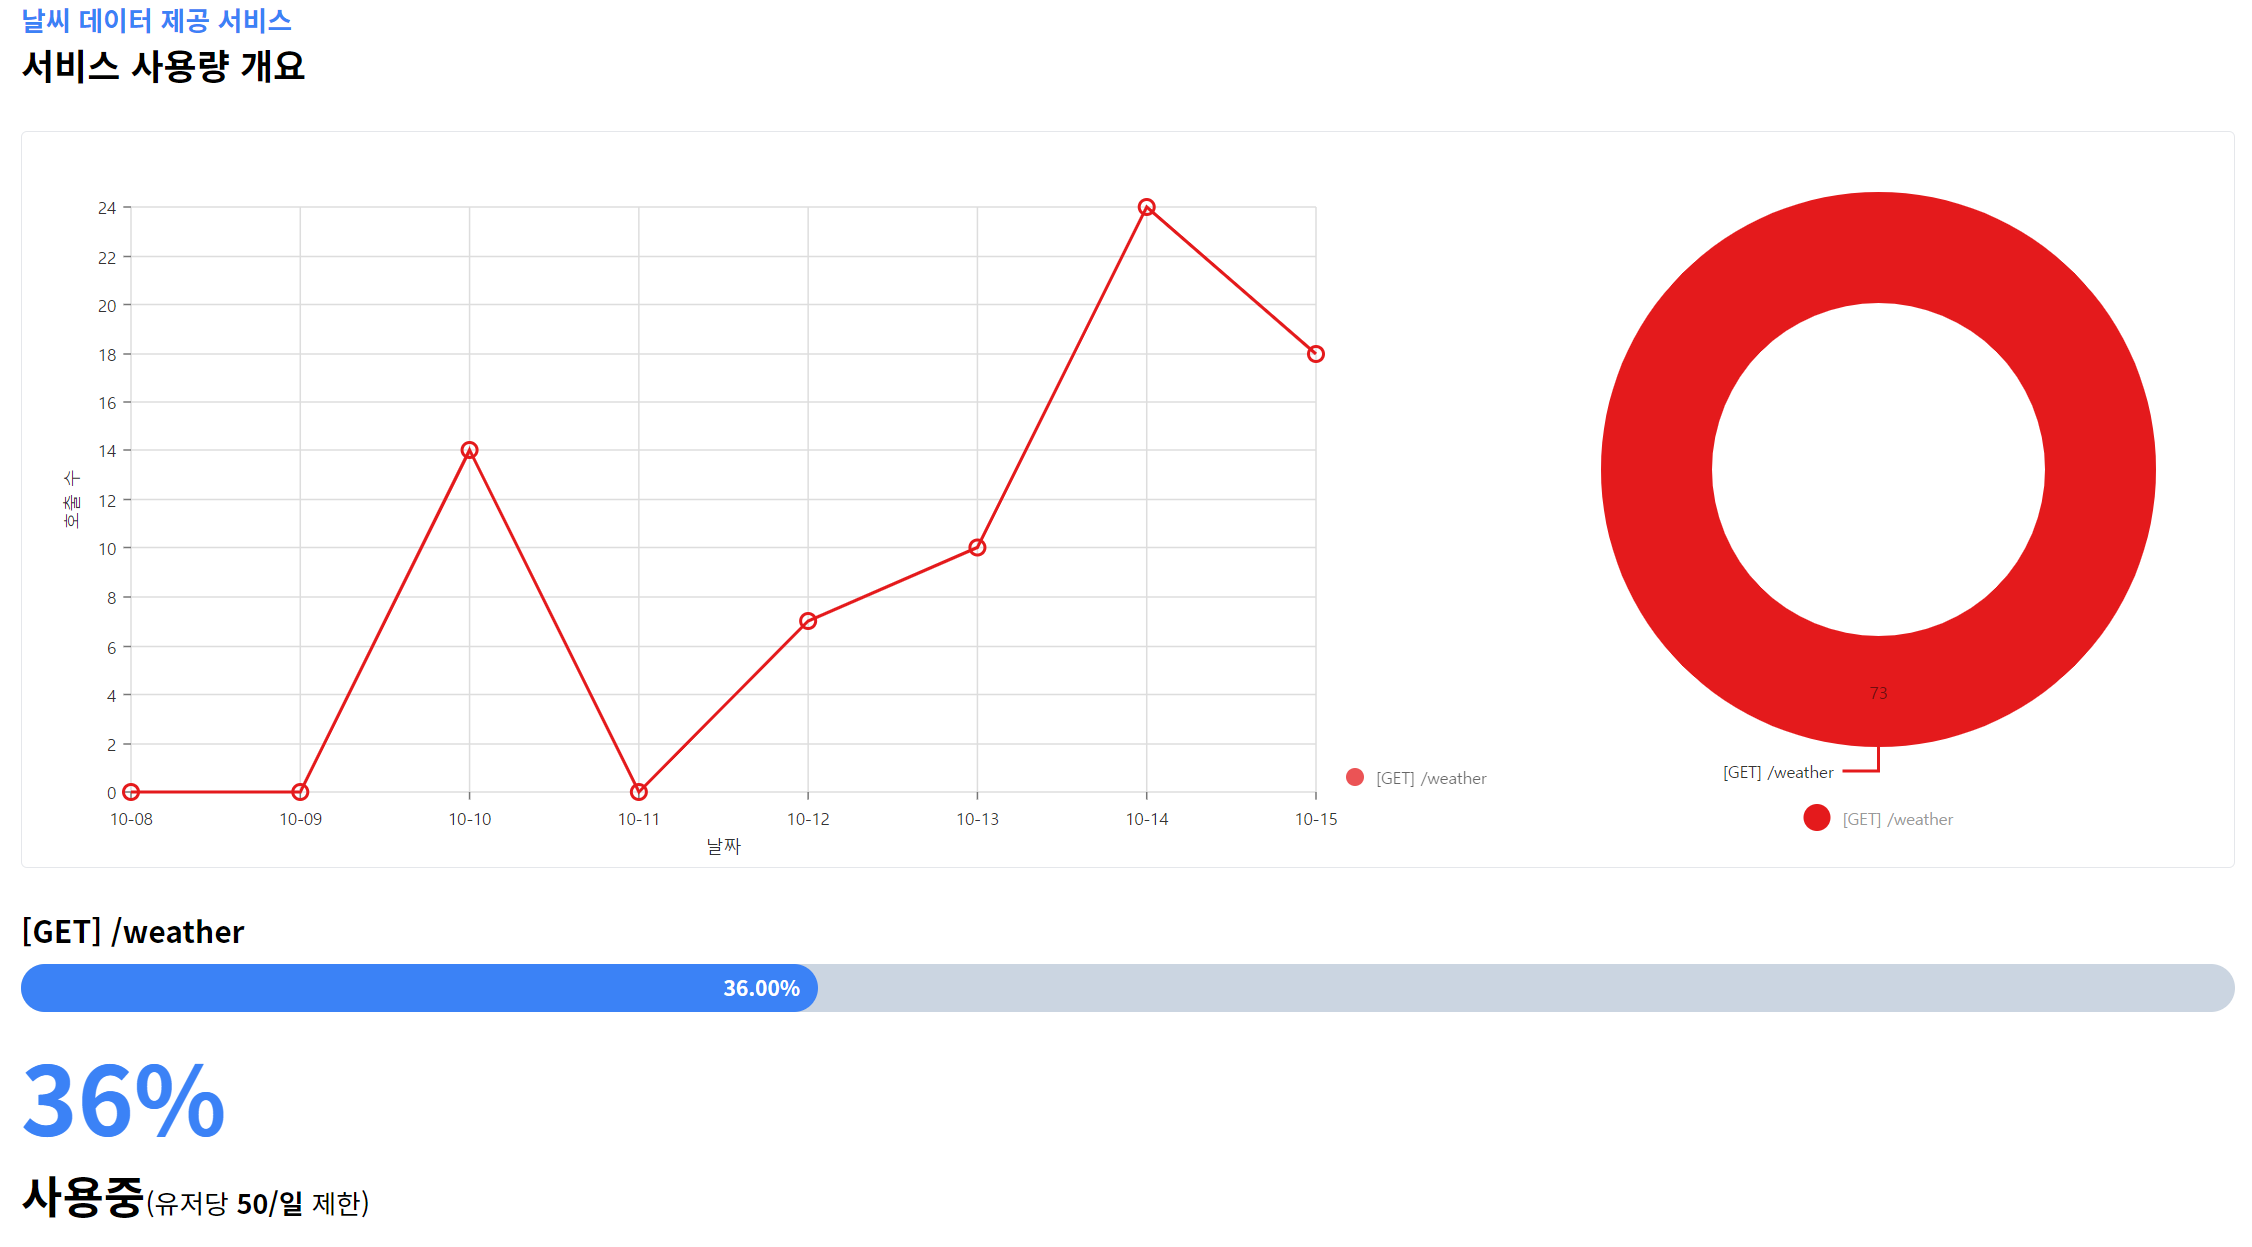 날씨 데이터 제공 서비스
서비스 사용량 개요
24
22
20
18
16
14
12
10
8
6
4
2
0
호출 수
10-08 10-09 10-10 10-11 10-12 10-13 10-14 10-15
날짜
[GET] /weather
73
[GET] /weather
[GET] /weather
[GET] /weather
36.00%
36%
사용중(유저당 50/일 제한)